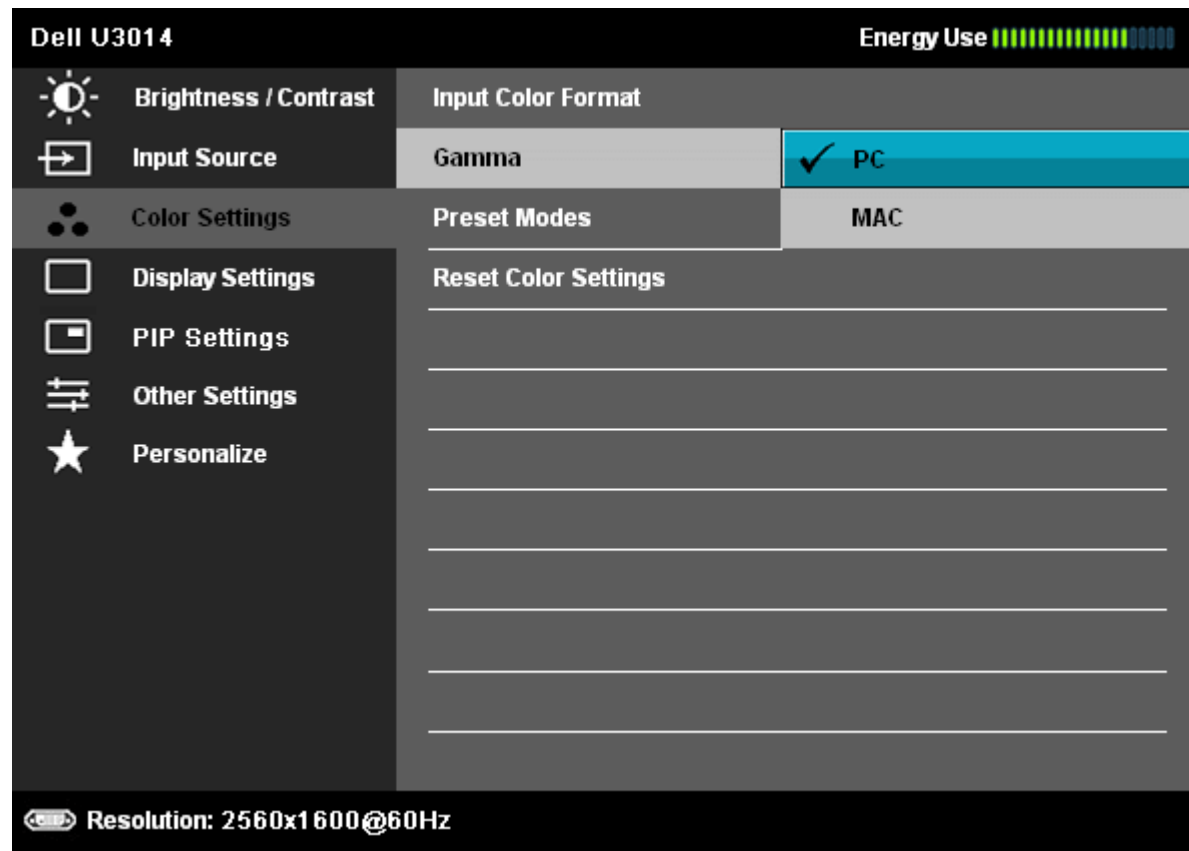 Dell U3014 Energy Use
Brightness / Contrast Input Color Format
Input Source Gamma PC
Color Settings Preset Modes MAC
Display Settings Reset Color Settings
PIP Settings
Other Settings
Personalize
Resolution: 2560x1600@60Hz